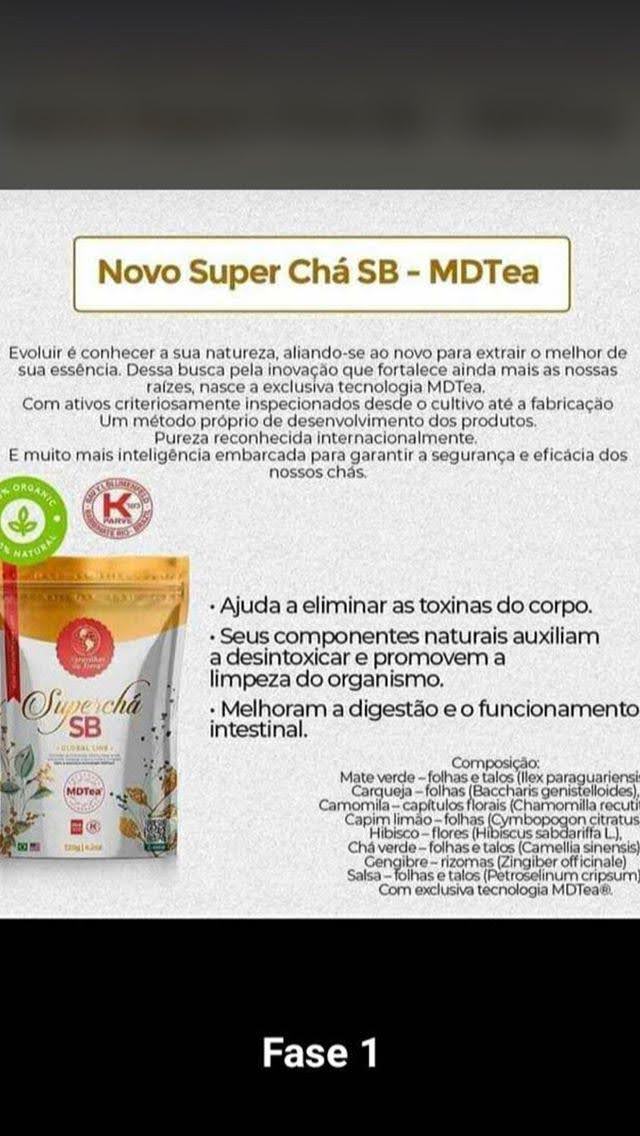 Novo Super Chá SB - MDTea
Evoluir é conhecer a sua natureza, aliando-se ao novo para extrair o melhor de
sua essência. Dessa busca pela inovação que fortalece ainda mais as nossas
raízes, nasce a exclusiva tecnologia MDTea.
Com ativos criteriosamente inspecionados desde o cultivo até a fabricação
Um método próprio de desenvolvimento dos produtos.
Pureza reconhecida internacionalmente.
E muito mais inteligência embarcada para garantir a segurança e eficácia dos
nossos chás.
% ORGANIC
% NATURAL
K
PARVE
• Ajuda a eliminar as toxinas do corpo.
• Seus componentes naturais auxiliam
a desintoxicar e promovem a
limpeza do organismo.
• Melhoram a digestão e o funcionamento
intestinal.
Superchá
SB
• GLOBAL LINE •
MDTea
120g | 4.2oz
Composição:
Mate verde – folhas e talos (Ilex paraguariensi
Carqueja – folhas (Baccharis genistelloides),
Camomila – capítulos florais (Chamomilla recuti
Capim limão – folhas (Cymbopogon citratus
Hibisco – flores (Hibiscus sabdariffa L.),
Chá verde – folhas e talos (Camellia sinensis)
Gengibre – rizomas (Zingiber officinale)
Salsa – folhas e talos (Petroselinum cripsum)
Com exclusiva tecnologia MDTea®.
Fase 1